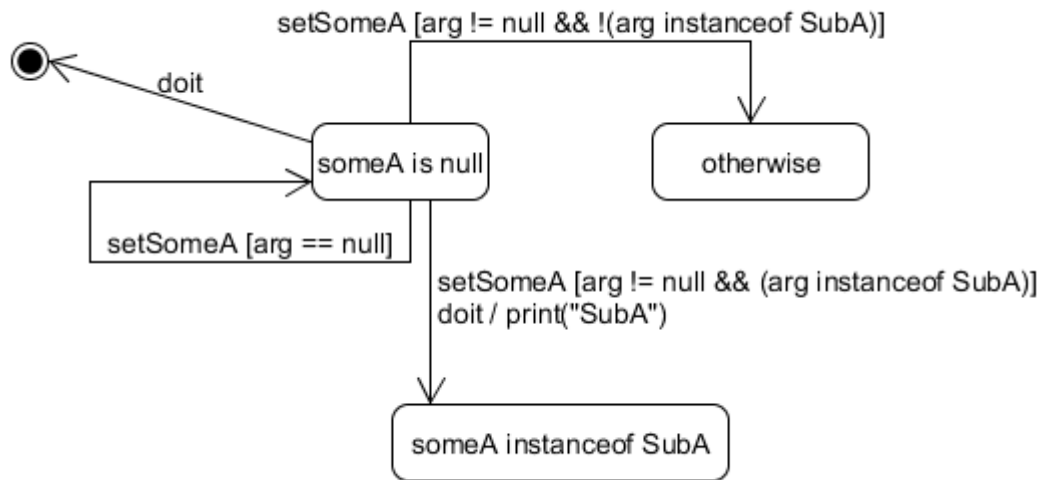 setSomeA [arg != null && !(arg instanceof SubA)]
doit
someA is null
otherwise
setSomeA [arg == null]
setSomeA [arg != null && (arg instanceof SubA)]
doit / print("SubA")
someA instanceof SubA